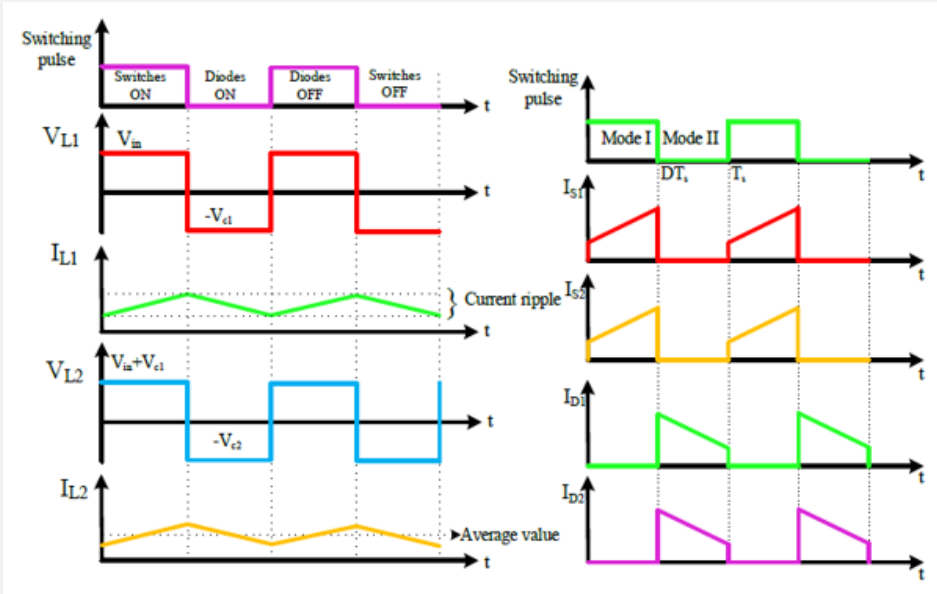 Switching
pulse
Switches
ON
Diodes
ON
Diodes
OFF
Switches
OFF
t
VL1
Vin
t
-Vc1
IL1
} Current ripple
t
VL2
Vin+Vc1
t
-Vc2
IL2
Average value
t
Switching
pulse
Mode I
Mode II
t
DTs
Ts
IS1
t
IS2
t
ID1
t
ID2
t